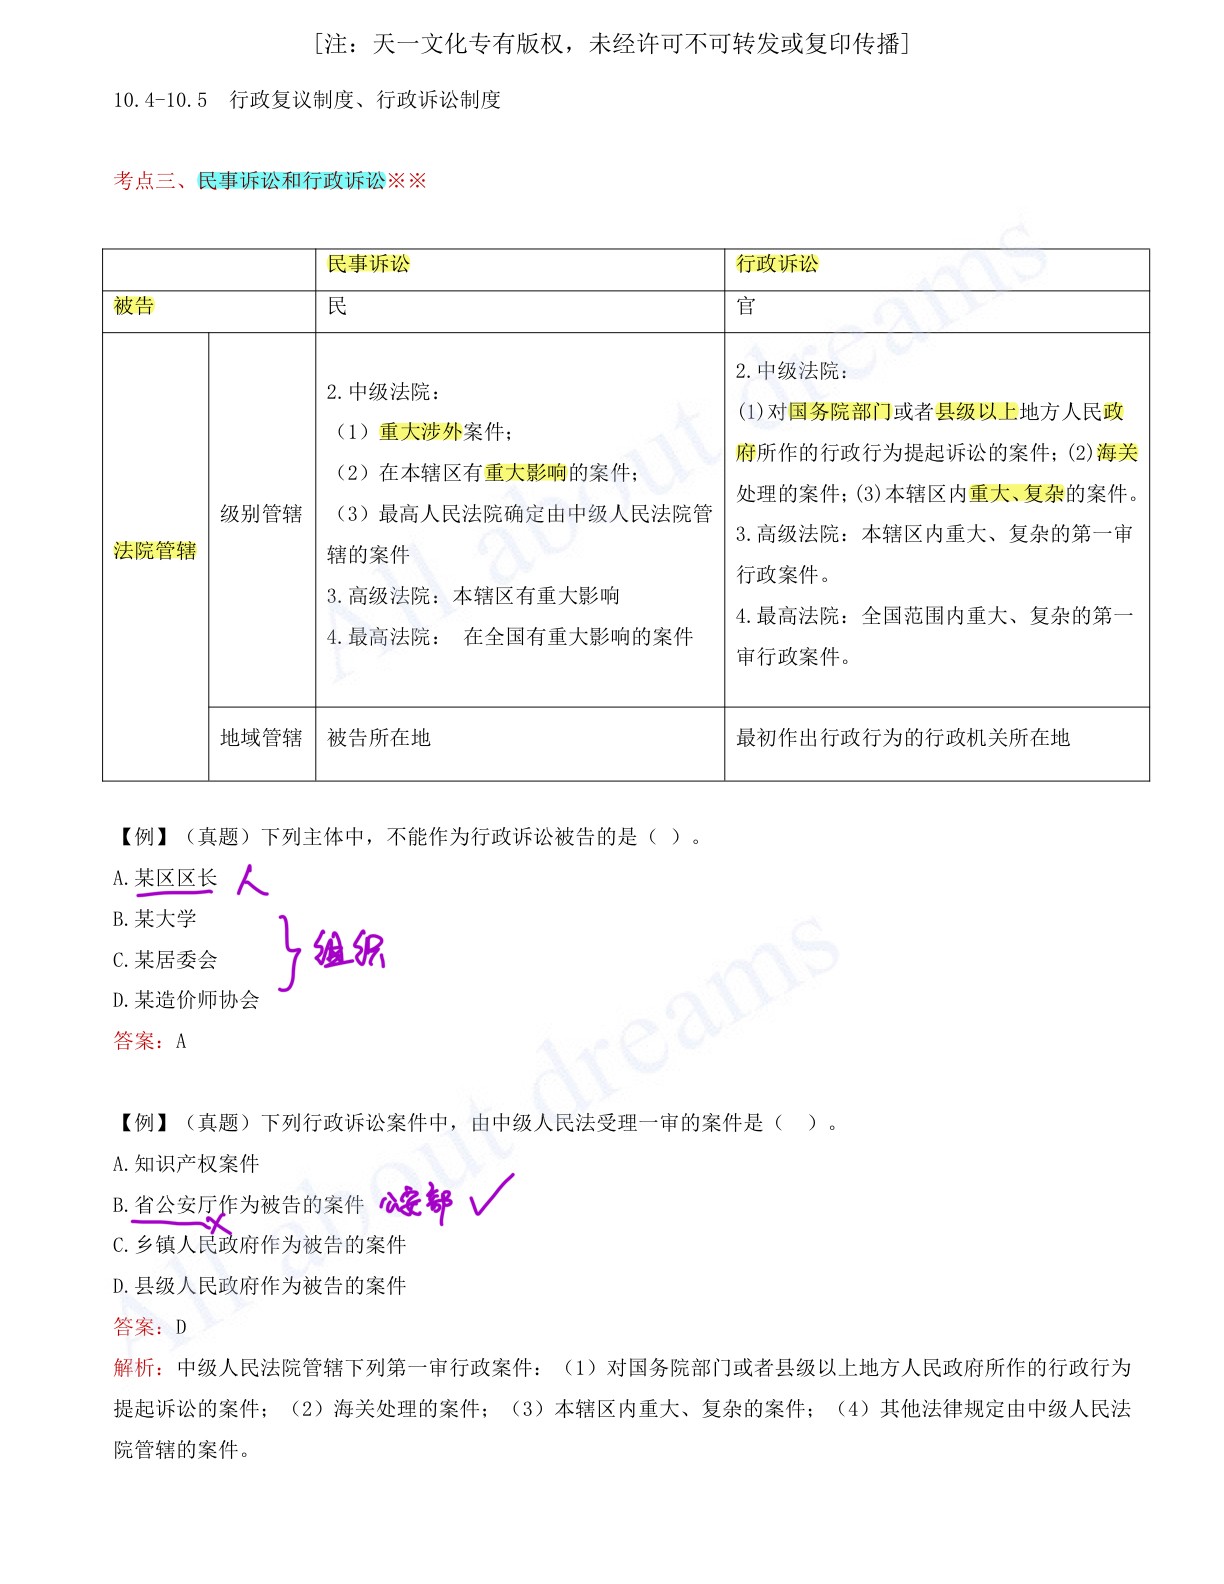 [注：天一文化专有版权，未经许可不可转发或复印传播]
10.4-10.5 行政复议制度、行政诉讼制度
考点三、民事诉讼和行政诉讼※※
民事诉讼
行政诉讼
被告
民
官
法院管辖
级别管辖
2.中级法院：
（1）重大涉外案件；
（2）在本辖区有重大影响的案件；
（3）最高人民法院确定由中级人民法院管
辖的案件
3.高级法院：本辖区有重大影响
4.最高法院： 在全国有重大影响的案件
2.中级法院：
(1)对国务院部门或者县级以上地方人民政
府所作的行政行为提起诉讼的案件；(2)海关
处理的案件；(3)本辖区内重大、复杂的案件。
3.高级法院：本辖区内重大、复杂的第一审
行政案件。
4.最高法院：全国范围内重大、复杂的第一
审行政案件。
地域管辖
被告所在地
最初作出行政行为的行政机关所在地
【例】（真题）下列主体中，不能作为行政诉讼被告的是（ ）。
A.某区区长 人
B.某大学
组织
C.某居委会
D.某造价师协会
答案：A
【例】（真题）下列行政诉讼案件中，由中级人民法受理一审的案件是（ ）。
A.知识产权案件
B.省公安厅作为被告的案件 公安部 ✓
C.乡镇人民政府作为被告的案件
D.县级人民政府作为被告的案件
答案：D
解析：中级人民法院管辖下列第一审行政案件：（1）对国务院部门或者县级以上地方人民政府所作的行政行为
提起诉讼的案件；（2）海关处理的案件；（3）本辖区内重大、复杂的案件；（4）其他法律规定由中级人民法
院管辖的案件。
All about dreams
All about dreams